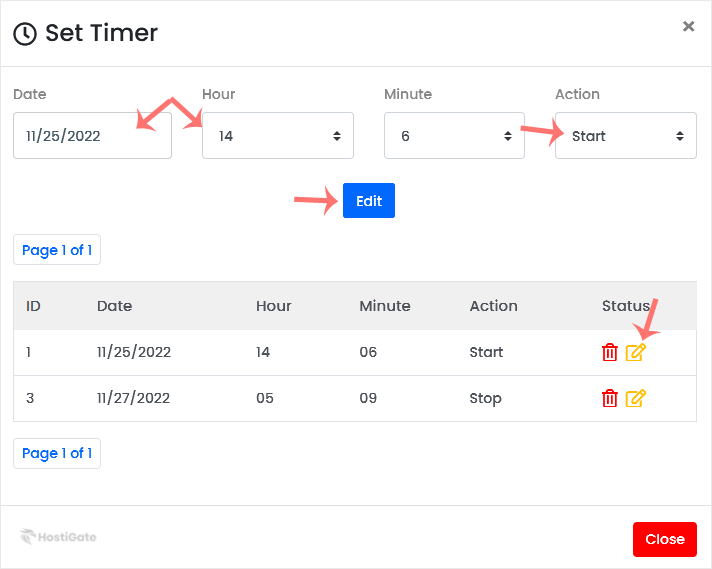 Set Timer
Date Hour Minute Action
11/25/2022 14 6 Start
Edit
Page 1 of 1
ID Date Hour Minute Action Status
1 11/25/2022 14 06 Start
3 11/27/2022 05 09 Stop
Page 1 of 1
HostiGate
Close